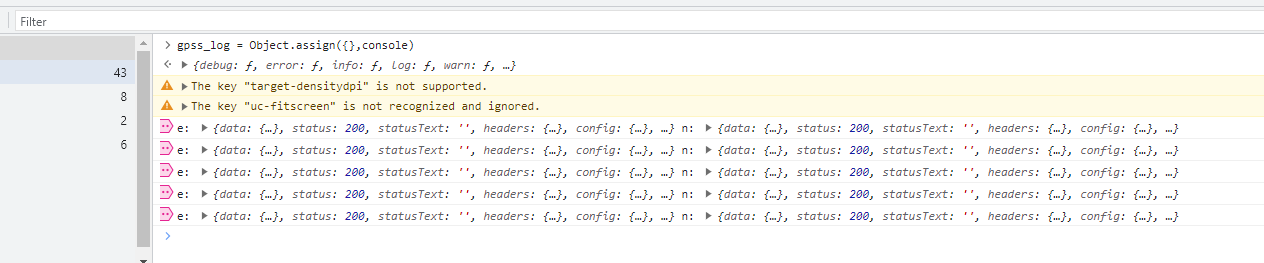 Filter
gpss_log = Object.assign({},console)
{debug: ƒ, error: ƒ, info: ƒ, log: ƒ, warn: ƒ, …}
43
The key "target-densitydpi" is not supported.
8
The key "uc-fitscreen" is not recognized and ignored.
2
e: {data: {…}, status: 200, statusText: '', headers: {…}, config: {…}, …} n: {data: {…}, status: 200, statusText: '', headers: {…}, config: {…}, …}
6
e: {data: {…}, status: 200, statusText: '', headers: {…}, config: {…}, …} n: {data: {…}, status: 200, statusText: '', headers: {…}, config: {…}, …}
e: {data: {…}, status: 200, statusText: '', headers: {…}, config: {…}, …} n: {data: {…}, status: 200, statusText: '', headers: {…}, config: {…}, …}
e: {data: {…}, status: 200, statusText: '', headers: {…}, config: {…}, …} n: {data: {…}, status: 200, statusText: '', headers: {…}, config: {…}, …}
e: {data: {…}, status: 200, statusText: '', headers: {…}, config: {…}, …} n: {data: {…}, status: 200, statusText: '', headers: {…}, config: {…}, …}